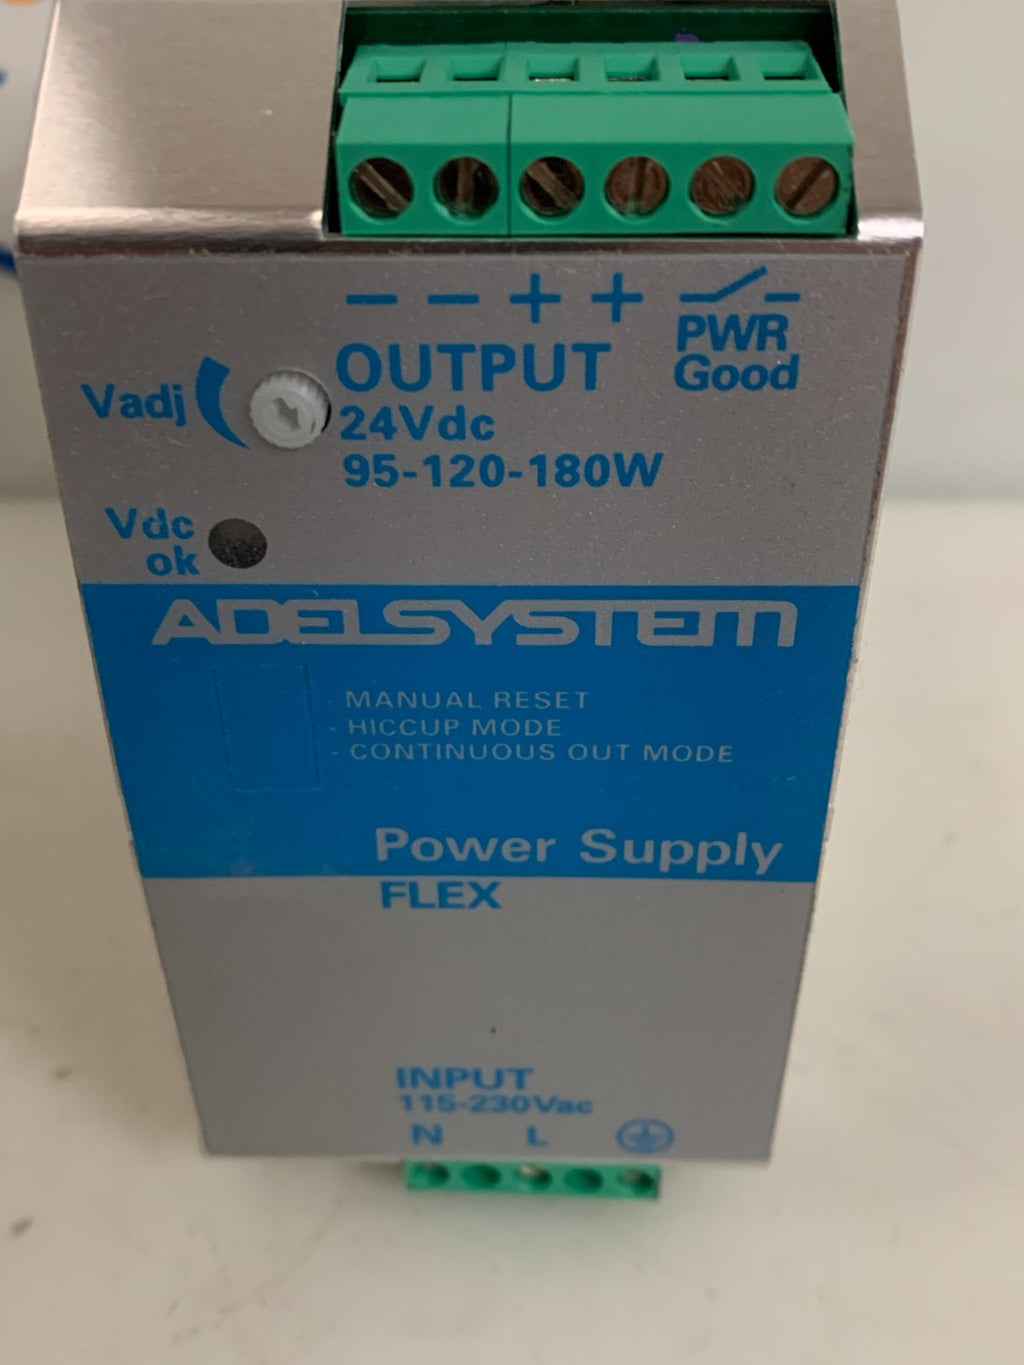 − − + +
PWR
Good
OUTPUT
24Vdc
95-120-180W
Vadj
Vdc
ok
ADELSYSTEM
- MANUAL RESET
- HICCUP MODE
- CONTINUOUS OUT MODE
Power Supply
FLEX
INPUT
115-230Vac
N L